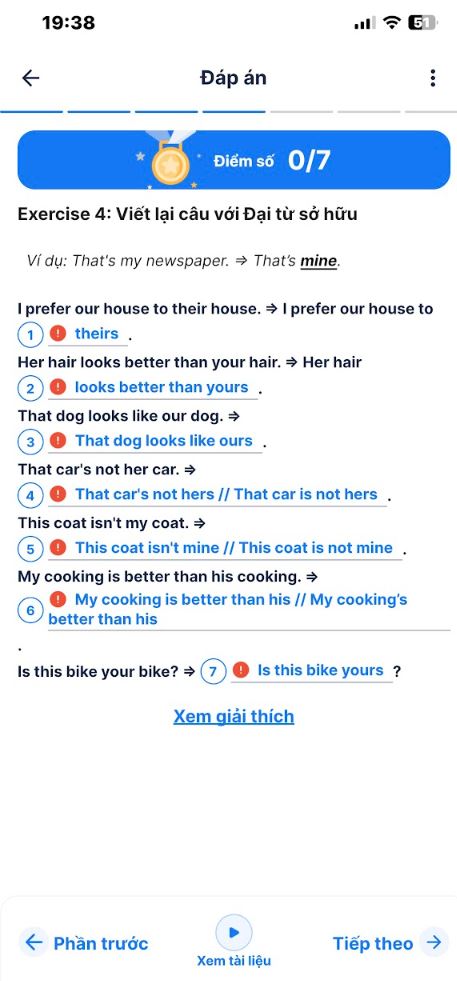 19:38
51
Đáp án
Điểm số 0/7
Exercise 4: Viết lại câu với Đại từ sở hữu
Ví dụ: That's my newspaper. ⇒ That's mine.
I prefer our house to their house. ⇒ I prefer our house to
1 ! theirs .
Her hair looks better than your hair. ⇒ Her hair
2 ! looks better than yours .
That dog looks like our dog. ⇒
3 ! That dog looks like ours .
That car's not her car. ⇒
4 ! That car's not hers // That car is not hers .
This coat isn't my coat. ⇒
5 ! This coat isn't mine // This coat is not mine .
My cooking is better than his cooking. ⇒
6 ! My cooking is better than his // My cooking’s
better than his
.
Is this bike your bike? ⇒ 7 ! Is this bike yours ?
Xem giải thích
Phần trước
Xem tài liệu
Tiếp theo